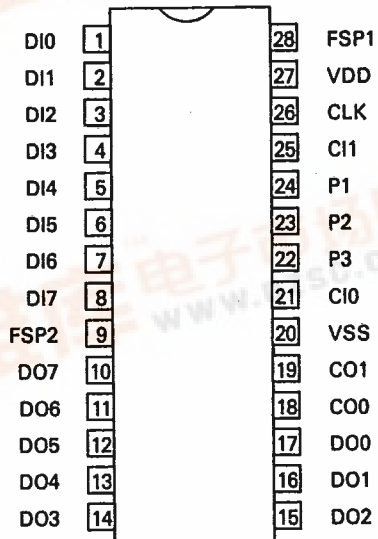 DI0 1 28 FSP1
DI1 2 27 VDD
DI2 3 26 CLK
DI3 4 25 CI1
DI4 5 24 P1
DI5 6 23 P2
DI6 7 22 P3
DI7 8 21 CI0
FSP2 9 20 VSS
DO7 10 19 CO1
DO6 11 18 CO0
DO5 12 17 DO0
DO4 13 16 DO1
DO3 14 15 DO2